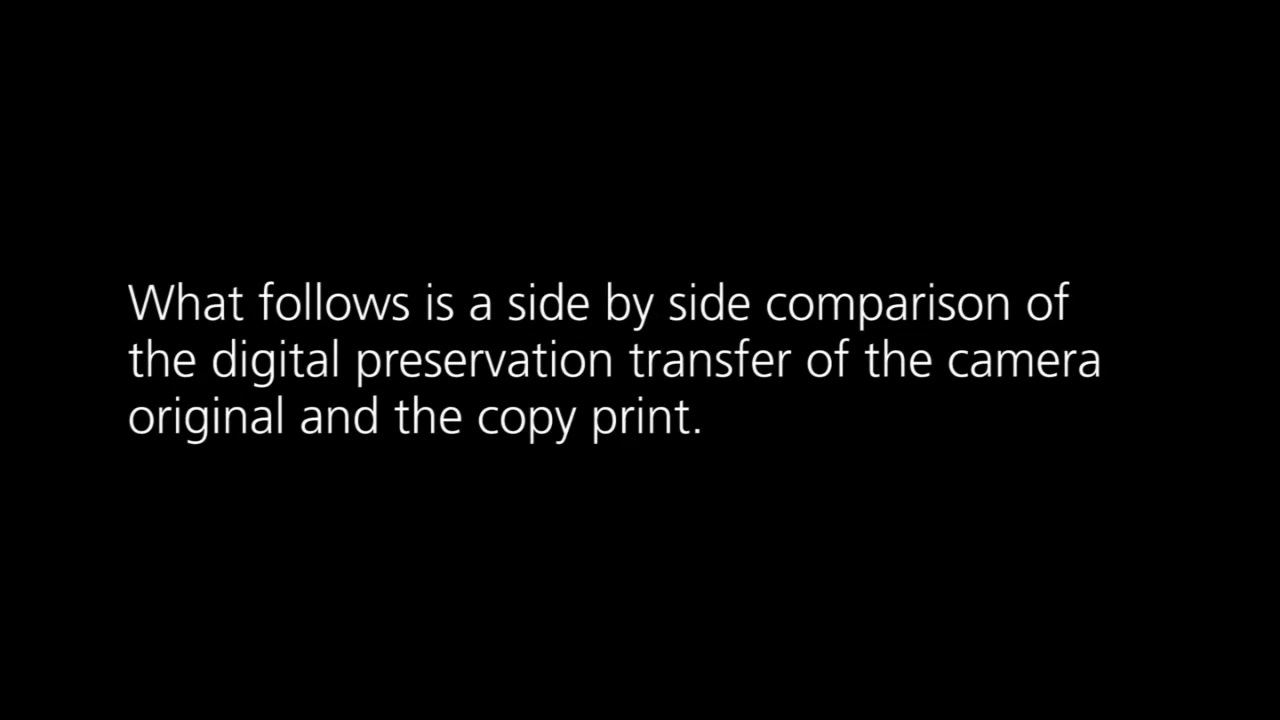 What follows is a side by side comparison of
the digital preservation transfer of the camera
original and the copy print.